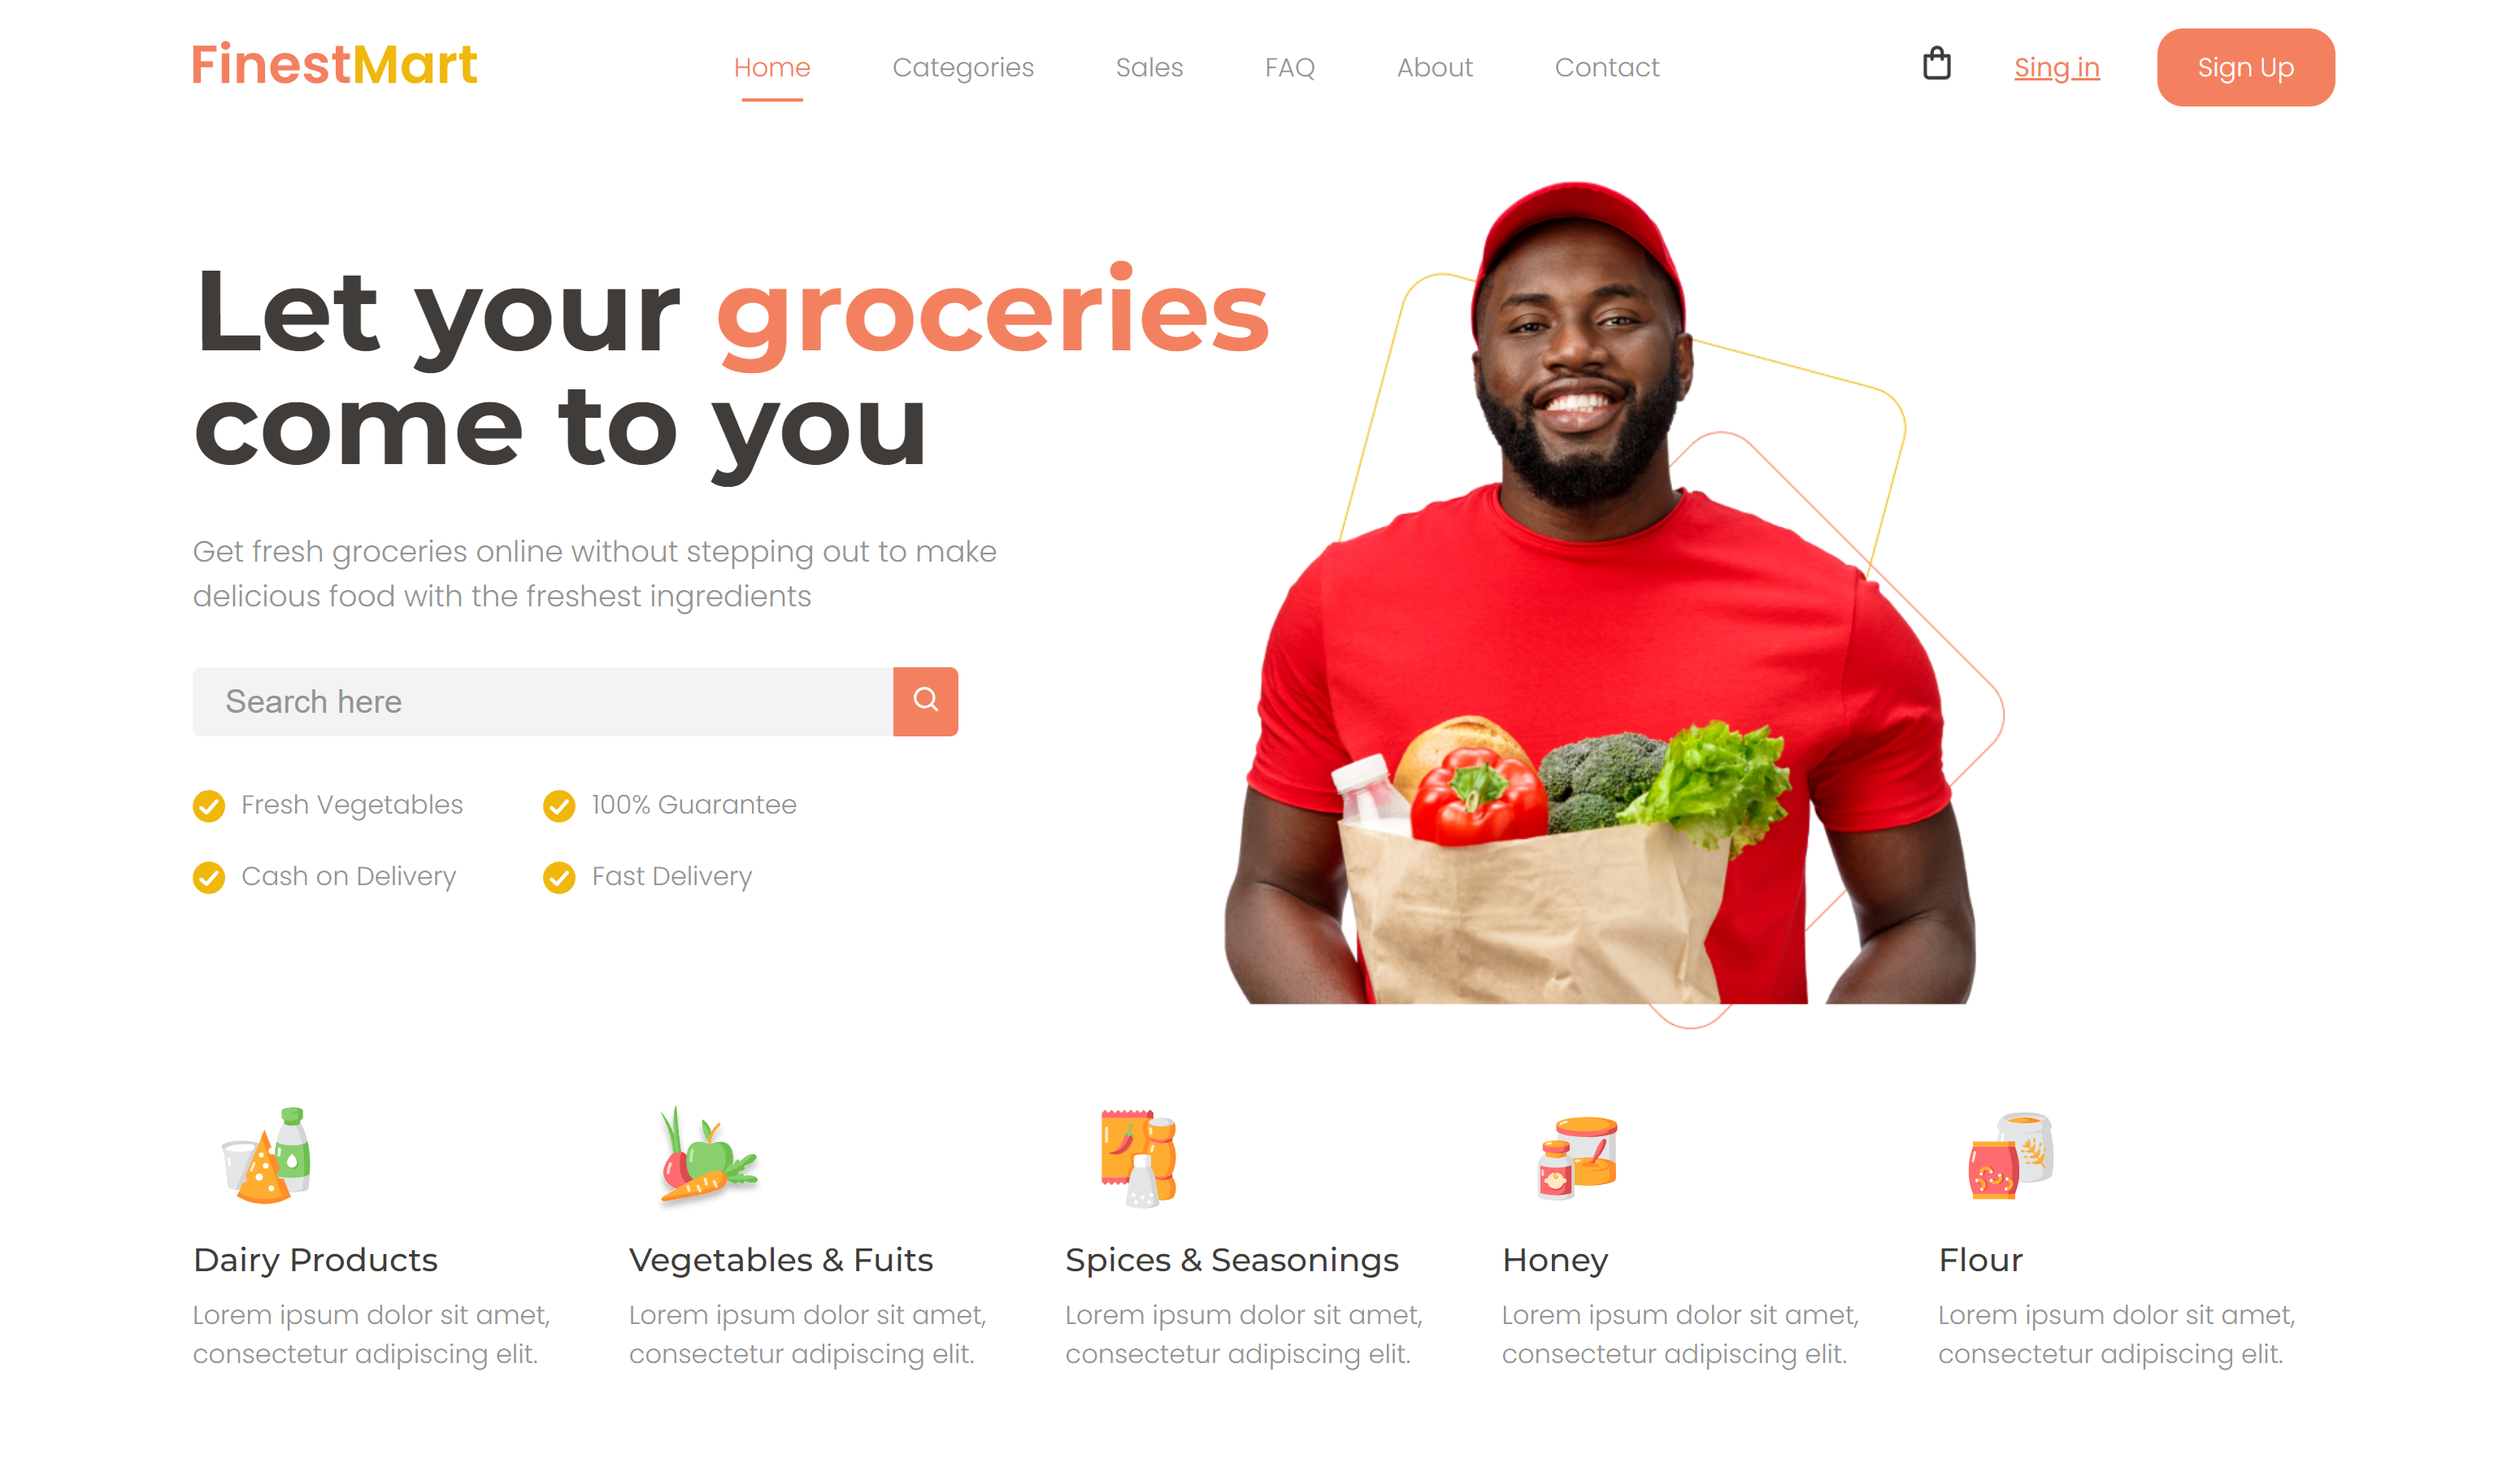 FinestMart
Home
Categories
Sales
FAQ
About
Contact
Sing in
Sign Up
Let your groceries
come to you
Get fresh groceries online without stepping out to make
delicious food with the freshest ingredients
Search here
Fresh Vegetables
100% Guarantee
Cash on Delivery
Fast Delivery
Dairy Products
Lorem ipsum dolor sit amet,
consectetur adipiscing elit.
Vegetables & Fuits
Lorem ipsum dolor sit amet,
consectetur adipiscing elit.
Spices & Seasonings
Lorem ipsum dolor sit amet,
consectetur adipiscing elit.
Honey
Lorem ipsum dolor sit amet,
consectetur adipiscing elit.
Flour
Lorem ipsum dolor sit amet,
consectetur adipiscing elit.